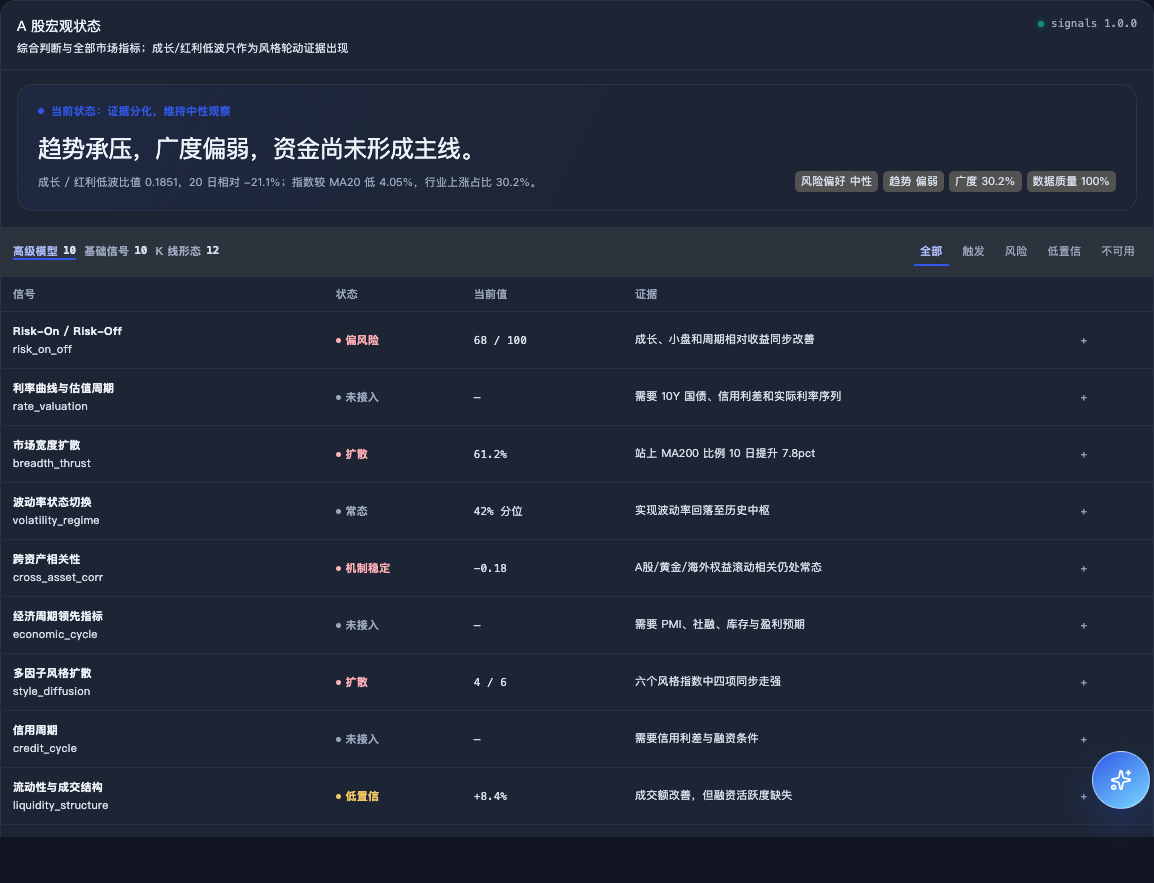 A 股宏观状态
signals 1.0.0
综合判断与全部市场指标；成长/红利低波只作为风格轮动证据出现
当前状态：证据分化，维持中性观察
趋势承压，广度偏弱，资金尚未形成主线。
成长 / 红利低波比值 0.1851，20 日相对 −21.1%；指数较 MA20 低 4.05%，行业上涨占比 30.2%。
风险偏好 中性 趋势 偏弱 广度 30.2% 数据质量 100%
高级模型 10 基础信号 10 K 线形态 12
全部 触发 风险 低置信 不可用
信号 状态 当前值 证据
Risk-On / Risk-Off
risk_on_off
偏风险 68 / 100 成长、小盘和周期相对收益同步改善 +
利率曲线与估值周期
rate_valuation
未接入 — 需要 10Y 国债、信用利差和实际利率序列 +
市场宽度扩散
breadth_thrust
扩散 61.2% 站上 MA200 比例 10 日提升 7.8pct +
波动率状态切换
volatility_regime
常态 42% 分位 实现波动率回落至历史中枢 +
跨资产相关性
cross_asset_corr
机制稳定 −0.18 A股/黄金/海外权益滚动相关仍处常态 +
经济周期领先指标
economic_cycle
未接入 — 需要 PMI、社融、库存与盈利预期 +
多因子风格扩散
style_diffusion
扩散 4 / 6 六个风格指数中四项同步走强 +
信用周期
credit_cycle
未接入 — 需要信用利差与融资条件 +
流动性与成交结构
liquidity_structure
低置信 +8.4% 成交额改善，但融资活跃度缺失 +